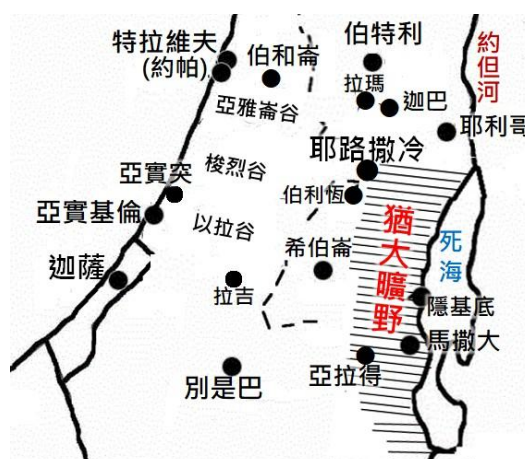 特拉維夫
(約帕)
伯和崙
伯特利
約但河
拉瑪
迦巴
亞雅崙谷
耶利哥
耶路撒冷
梭烈谷
亞實突
伯利恆
亞實基倫
以拉谷
猶大曠野
死海
希伯崙
迦薩
拉吉
隱基底
馬撒大
別是巴
亞拉得